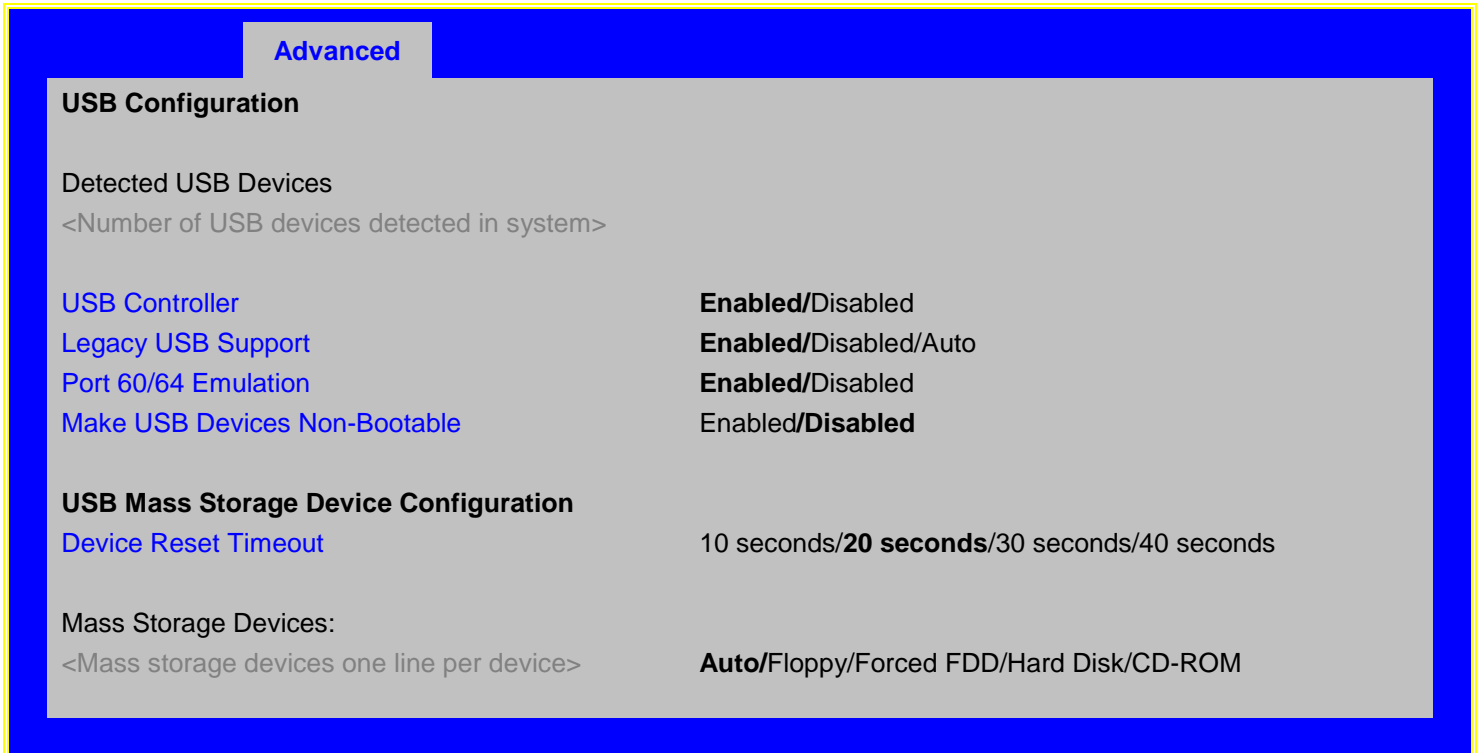 Advanced
USB Configuration
Detected USB Devices
<Number of USB devices detected in system>
USB Controller Enabled/Disabled
Legacy USB Support Enabled/Disabled/Auto
Port 60/64 Emulation Enabled/Disabled
Make USB Devices Non-Bootable Enabled/Disabled
USB Mass Storage Device Configuration
Device Reset Timeout 10 seconds/20 seconds/30 seconds/40 seconds
Mass Storage Devices:
<Mass storage devices one line per device> Auto/Floppy/Forced FDD/Hard Disk/CD-ROM